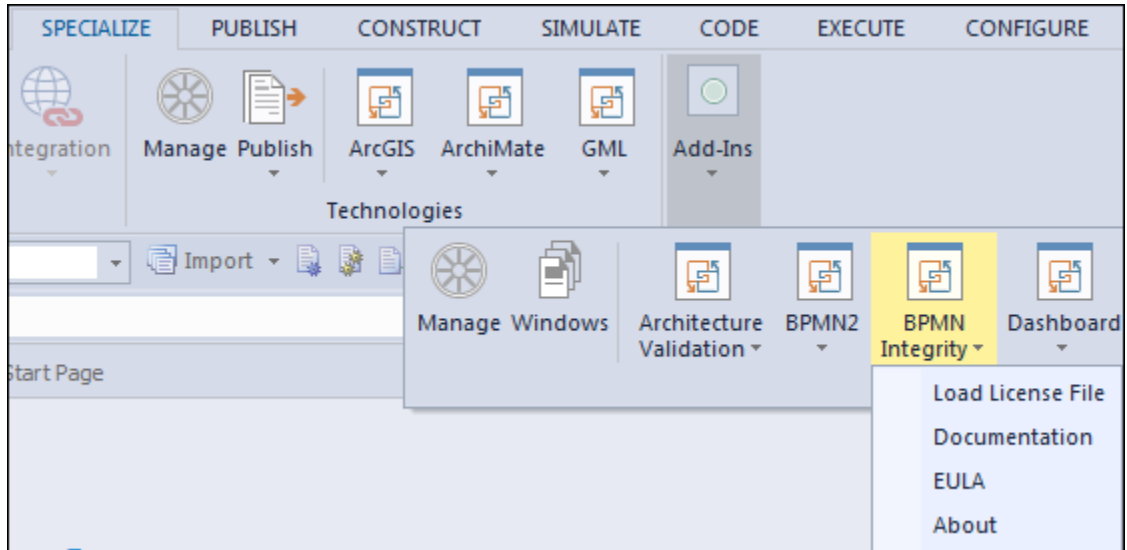 SPECIALIZE PUBLISH CONSTRUCT SIMULATE CODE EXECUTE CONFIGURE
ntegration Manage Publish ArcGIS ArchiMate GML Add-Ins
Technologies
Import
Manage Windows Architecture Validation BPMN2 BPMN Integrity Dashboard
Start Page
Load License File
Documentation
EULA
About